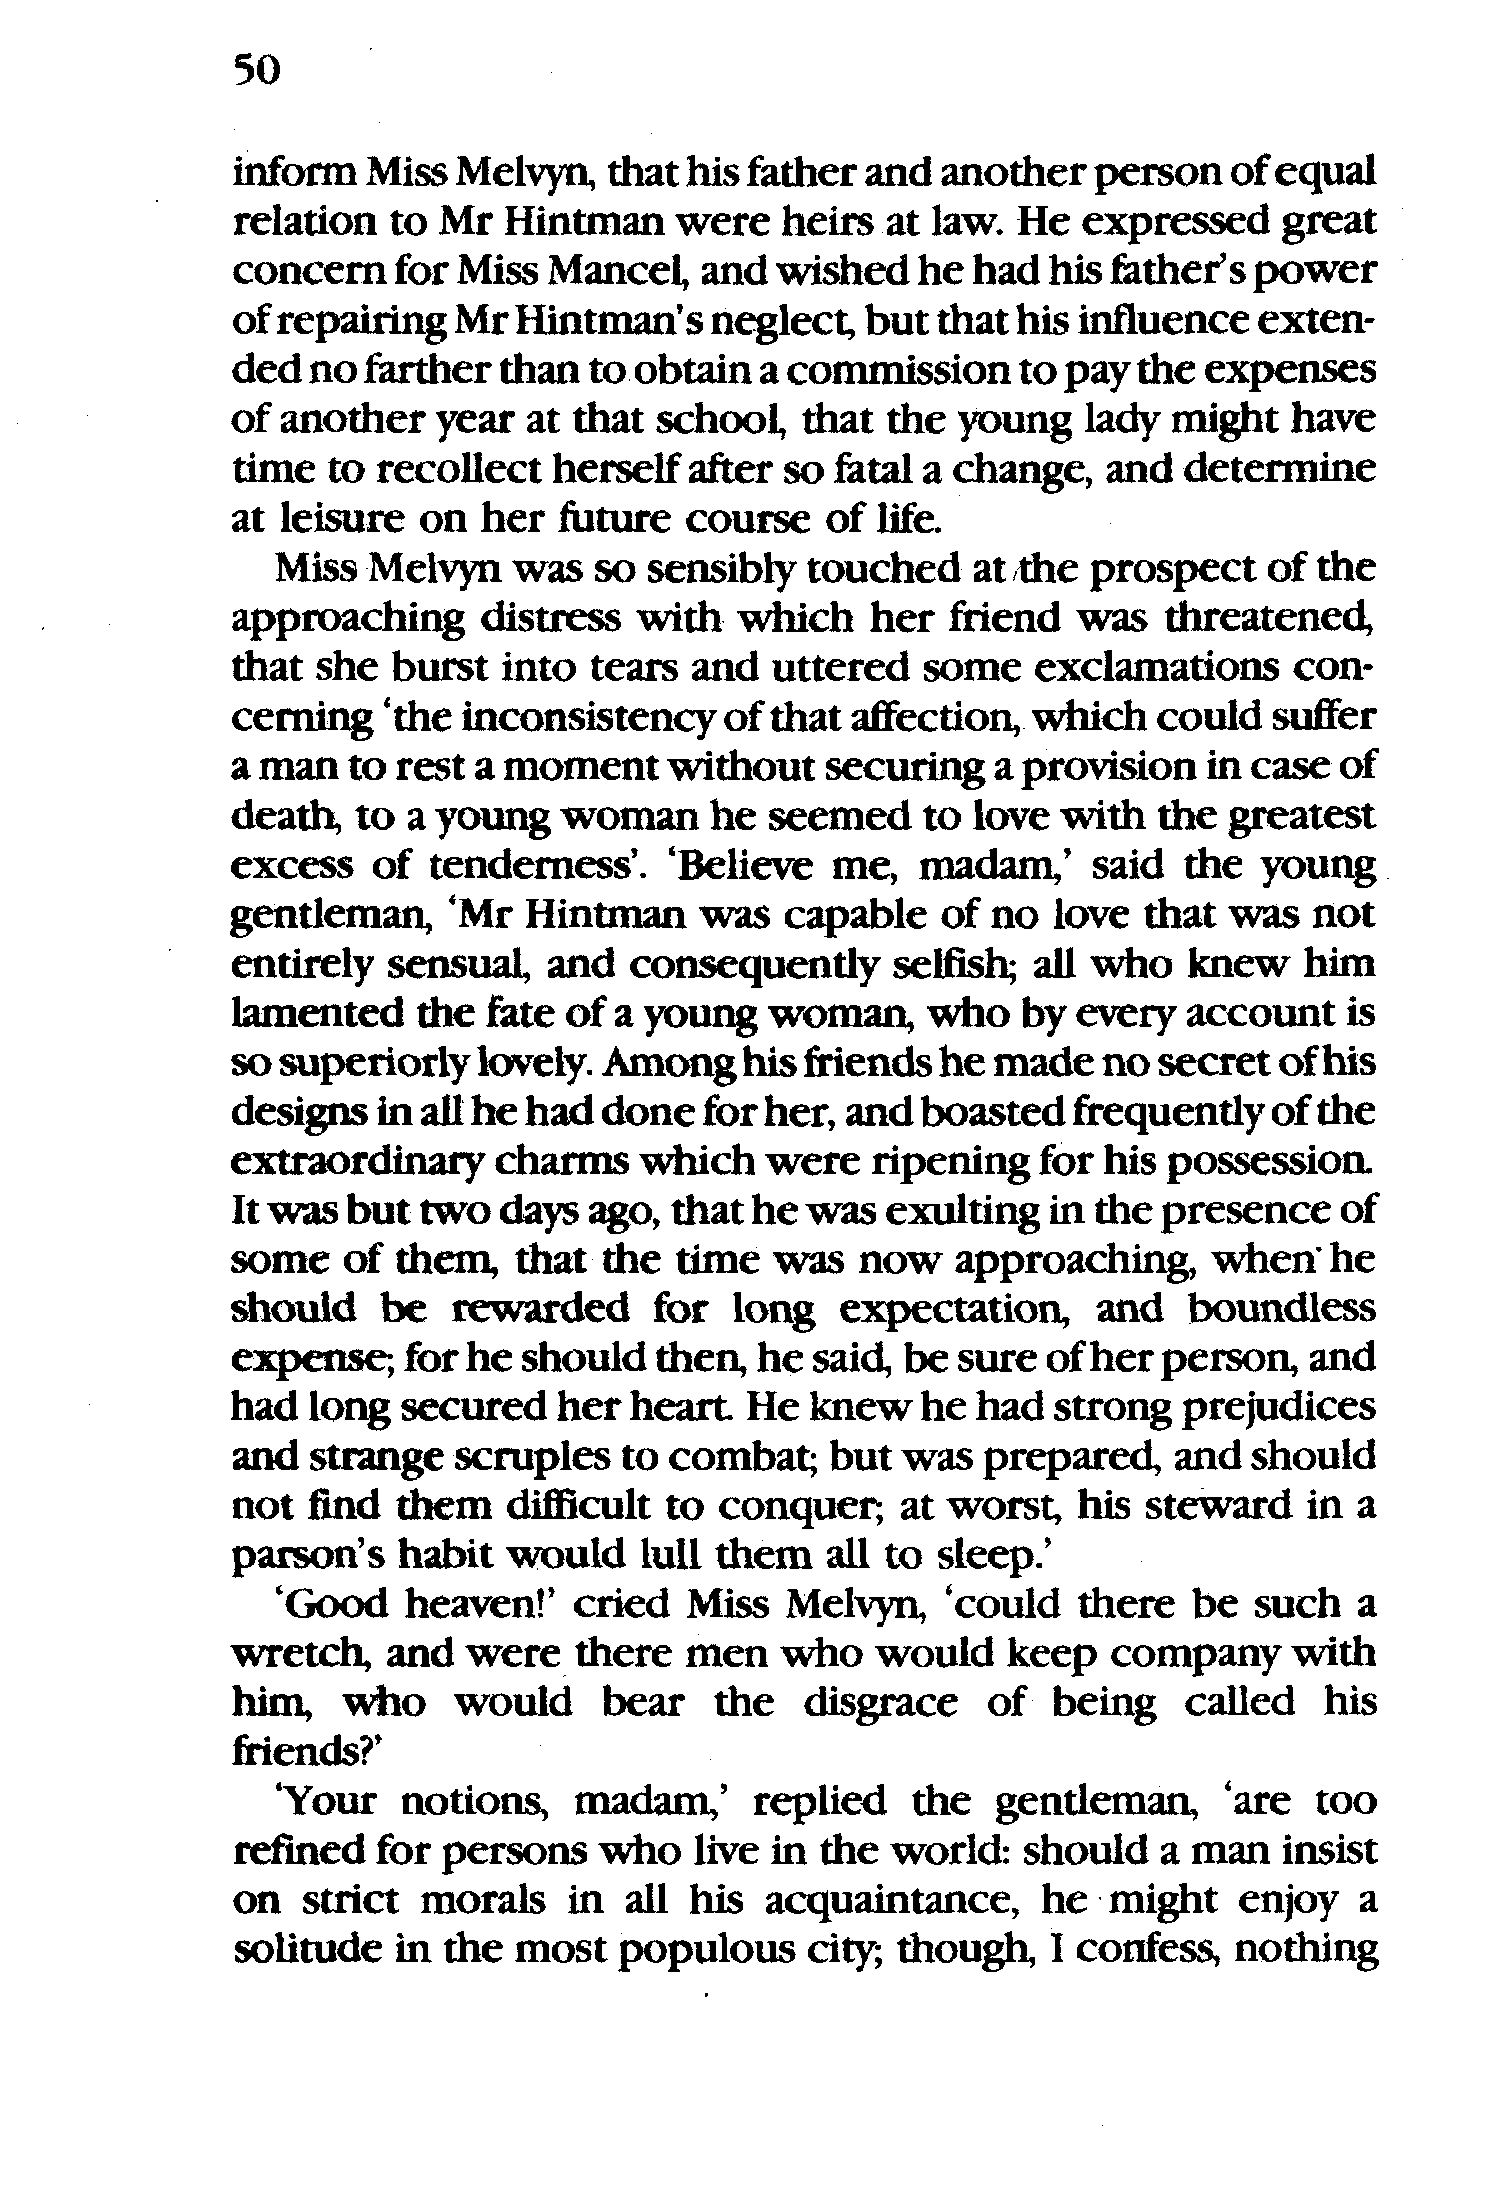 50
inform Miss Melvyn, that his father and another person of equal
relation to Mr Hintman were heirs at law. He expressed great
concern for Miss Mancel, and wished he had his father's power
of repairing Mr Hintman's neglect, but that his influence exten-
ded no farther than to obtain a commission to pay the expenses
of another year at that school, that the young lady might have
time to recollect herself after so fatal a change, and determine
at leisure on her future course of life.
Miss Melvyn was so sensibly touched at the prospect of the
approaching distress with which her friend was threatened,
that she burst into tears and uttered some exclamations con-
cerning ‘the inconsistency of that affection, which could suffer
a man to rest a moment without securing a provision in case of
death, to a young woman he seemed to love with the greatest
excess of tenderness’. ‘Believe me, madam,’ said the young
gentleman, ‘Mr Hintman was capable of no love that was not
entirely sensual, and consequently selfish; all who knew him
lamented the fate of a young woman, who by every account is
so superiorly lovely. Among his friends he made no secret of his
designs in all he had done for her, and boasted frequently of the
extraordinary charms which were ripening for his possession.
It was but two days ago, that he was exulting in the presence of
some of them, that the time was now approaching, when he
should be rewarded for long expectation, and boundless
expense; for he should then, he said, be sure of her person, and
had long secured her heart. He knew he had strong prejudices
and strange scruples to combat; but was prepared, and should
not find them difficult to conquer; at worst, his steward in a
parson's habit would lull them all to sleep.’
‘Good heaven!’ cried Miss Melvyn, ‘could there be such a
wretch, and were there men who would keep company with
him, who would bear the disgrace of being called his
friends?’
‘Your notions, madam,’ replied the gentleman, ‘are too
refined for persons who live in the world: should a man insist
on strict morals in all his acquaintance, he might enjoy a
solitude in the most populous city; though, I confess, nothing